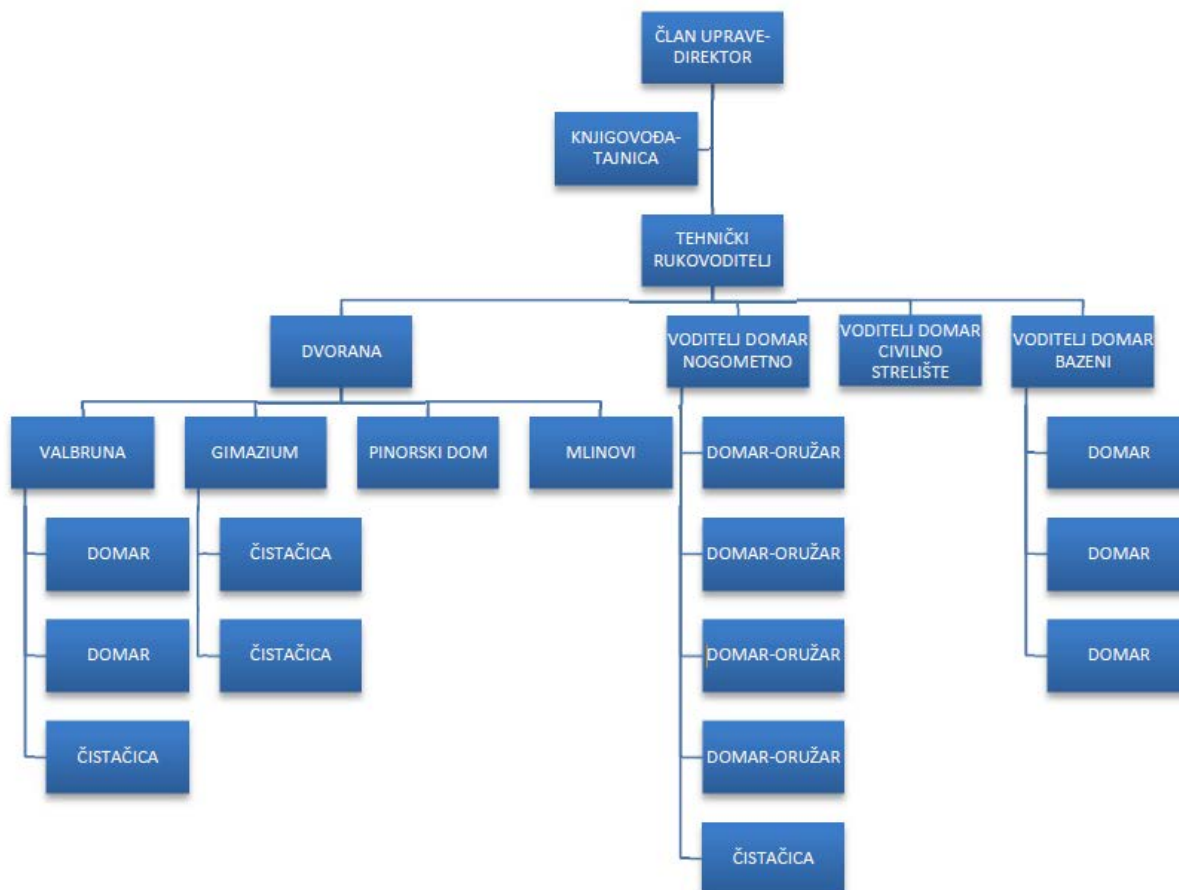 ČLAN UPRAVE-
DIREKTOR
KNJIGOVOĐA-
TAJNICA
TEHNIČKI
RUKOVODITELJ
DVORANA
VODITELJ DOMAR
NOGOMETNO
VODITELJ DOMAR
CIVILNO
STRELIŠTE
VODITELJ DOMAR
BAZENI
VALBRUNA
GIMAZIUM
PINORSKI DOM
MLINOVI
DOMAR
DOMAR
ČISTAČICA
ČISTAČICA
ČISTAČICA
DOMAR-ORUŽAR
DOMAR-ORUŽAR
DOMAR-ORUŽAR
DOMAR-ORUŽAR
ČISTAČICA
DOMAR
DOMAR
DOMAR